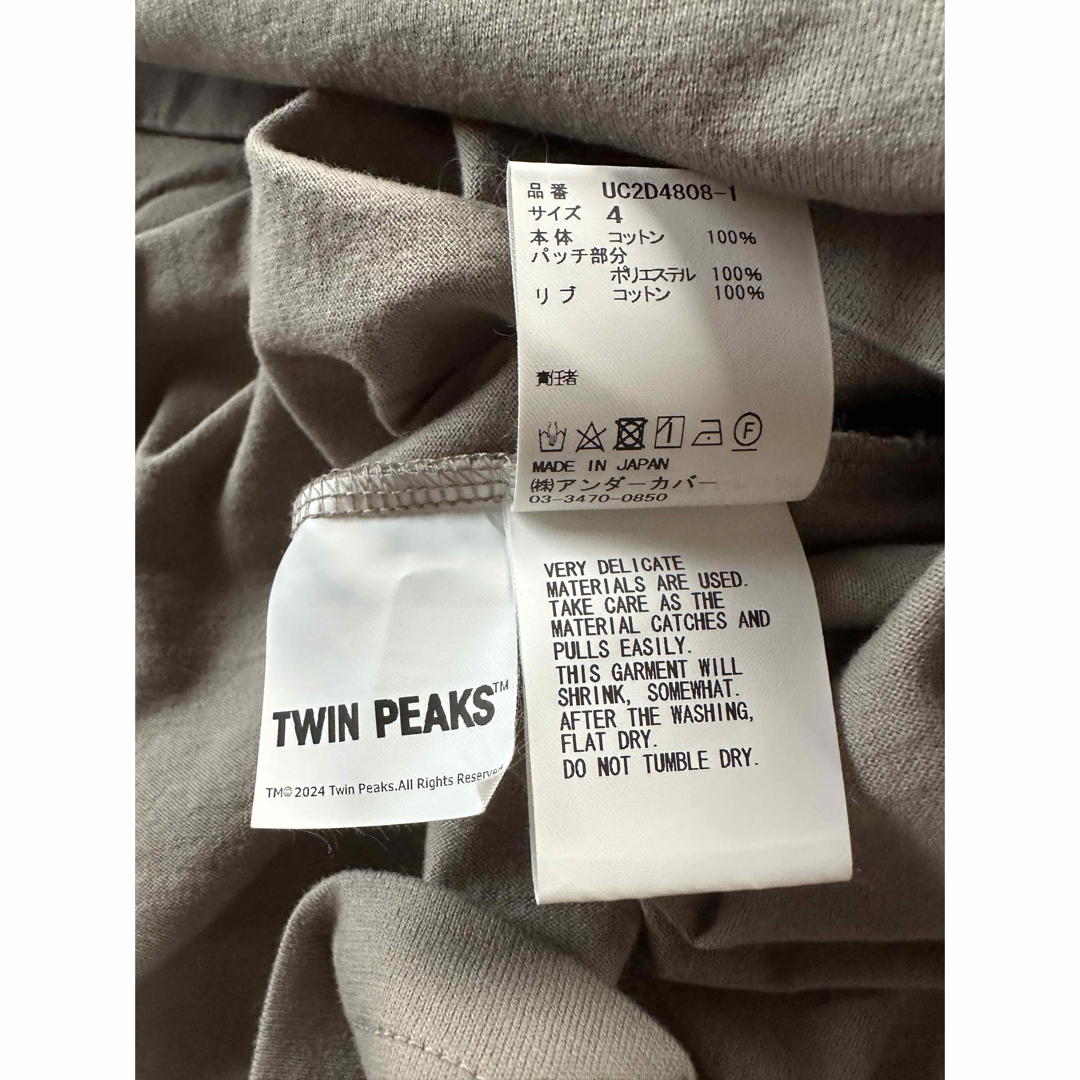 品番 UC2D4808-1
サイズ 4
本体 コットン 100%
パッチ部分
ポリエステル 100%
リブ コットン 100%
責任者
F
MADE IN JAPAN
㈱アンダーカバー
03-3470-0850
VERY DELICATE
MATERIALS ARE USED.
TAKE CARE AS THE
MATERIAL CATCHES AND
PULLS EASILY.
THIS GARMENT WILL
SHRINK, SOMEWHAT.
AFTER THE WASHING,
FLAT DRY.
DO NOT TUMBLE DRY.
TWIN PEAKS™
TM© 2024 Twin Peaks.All Rights Reserved